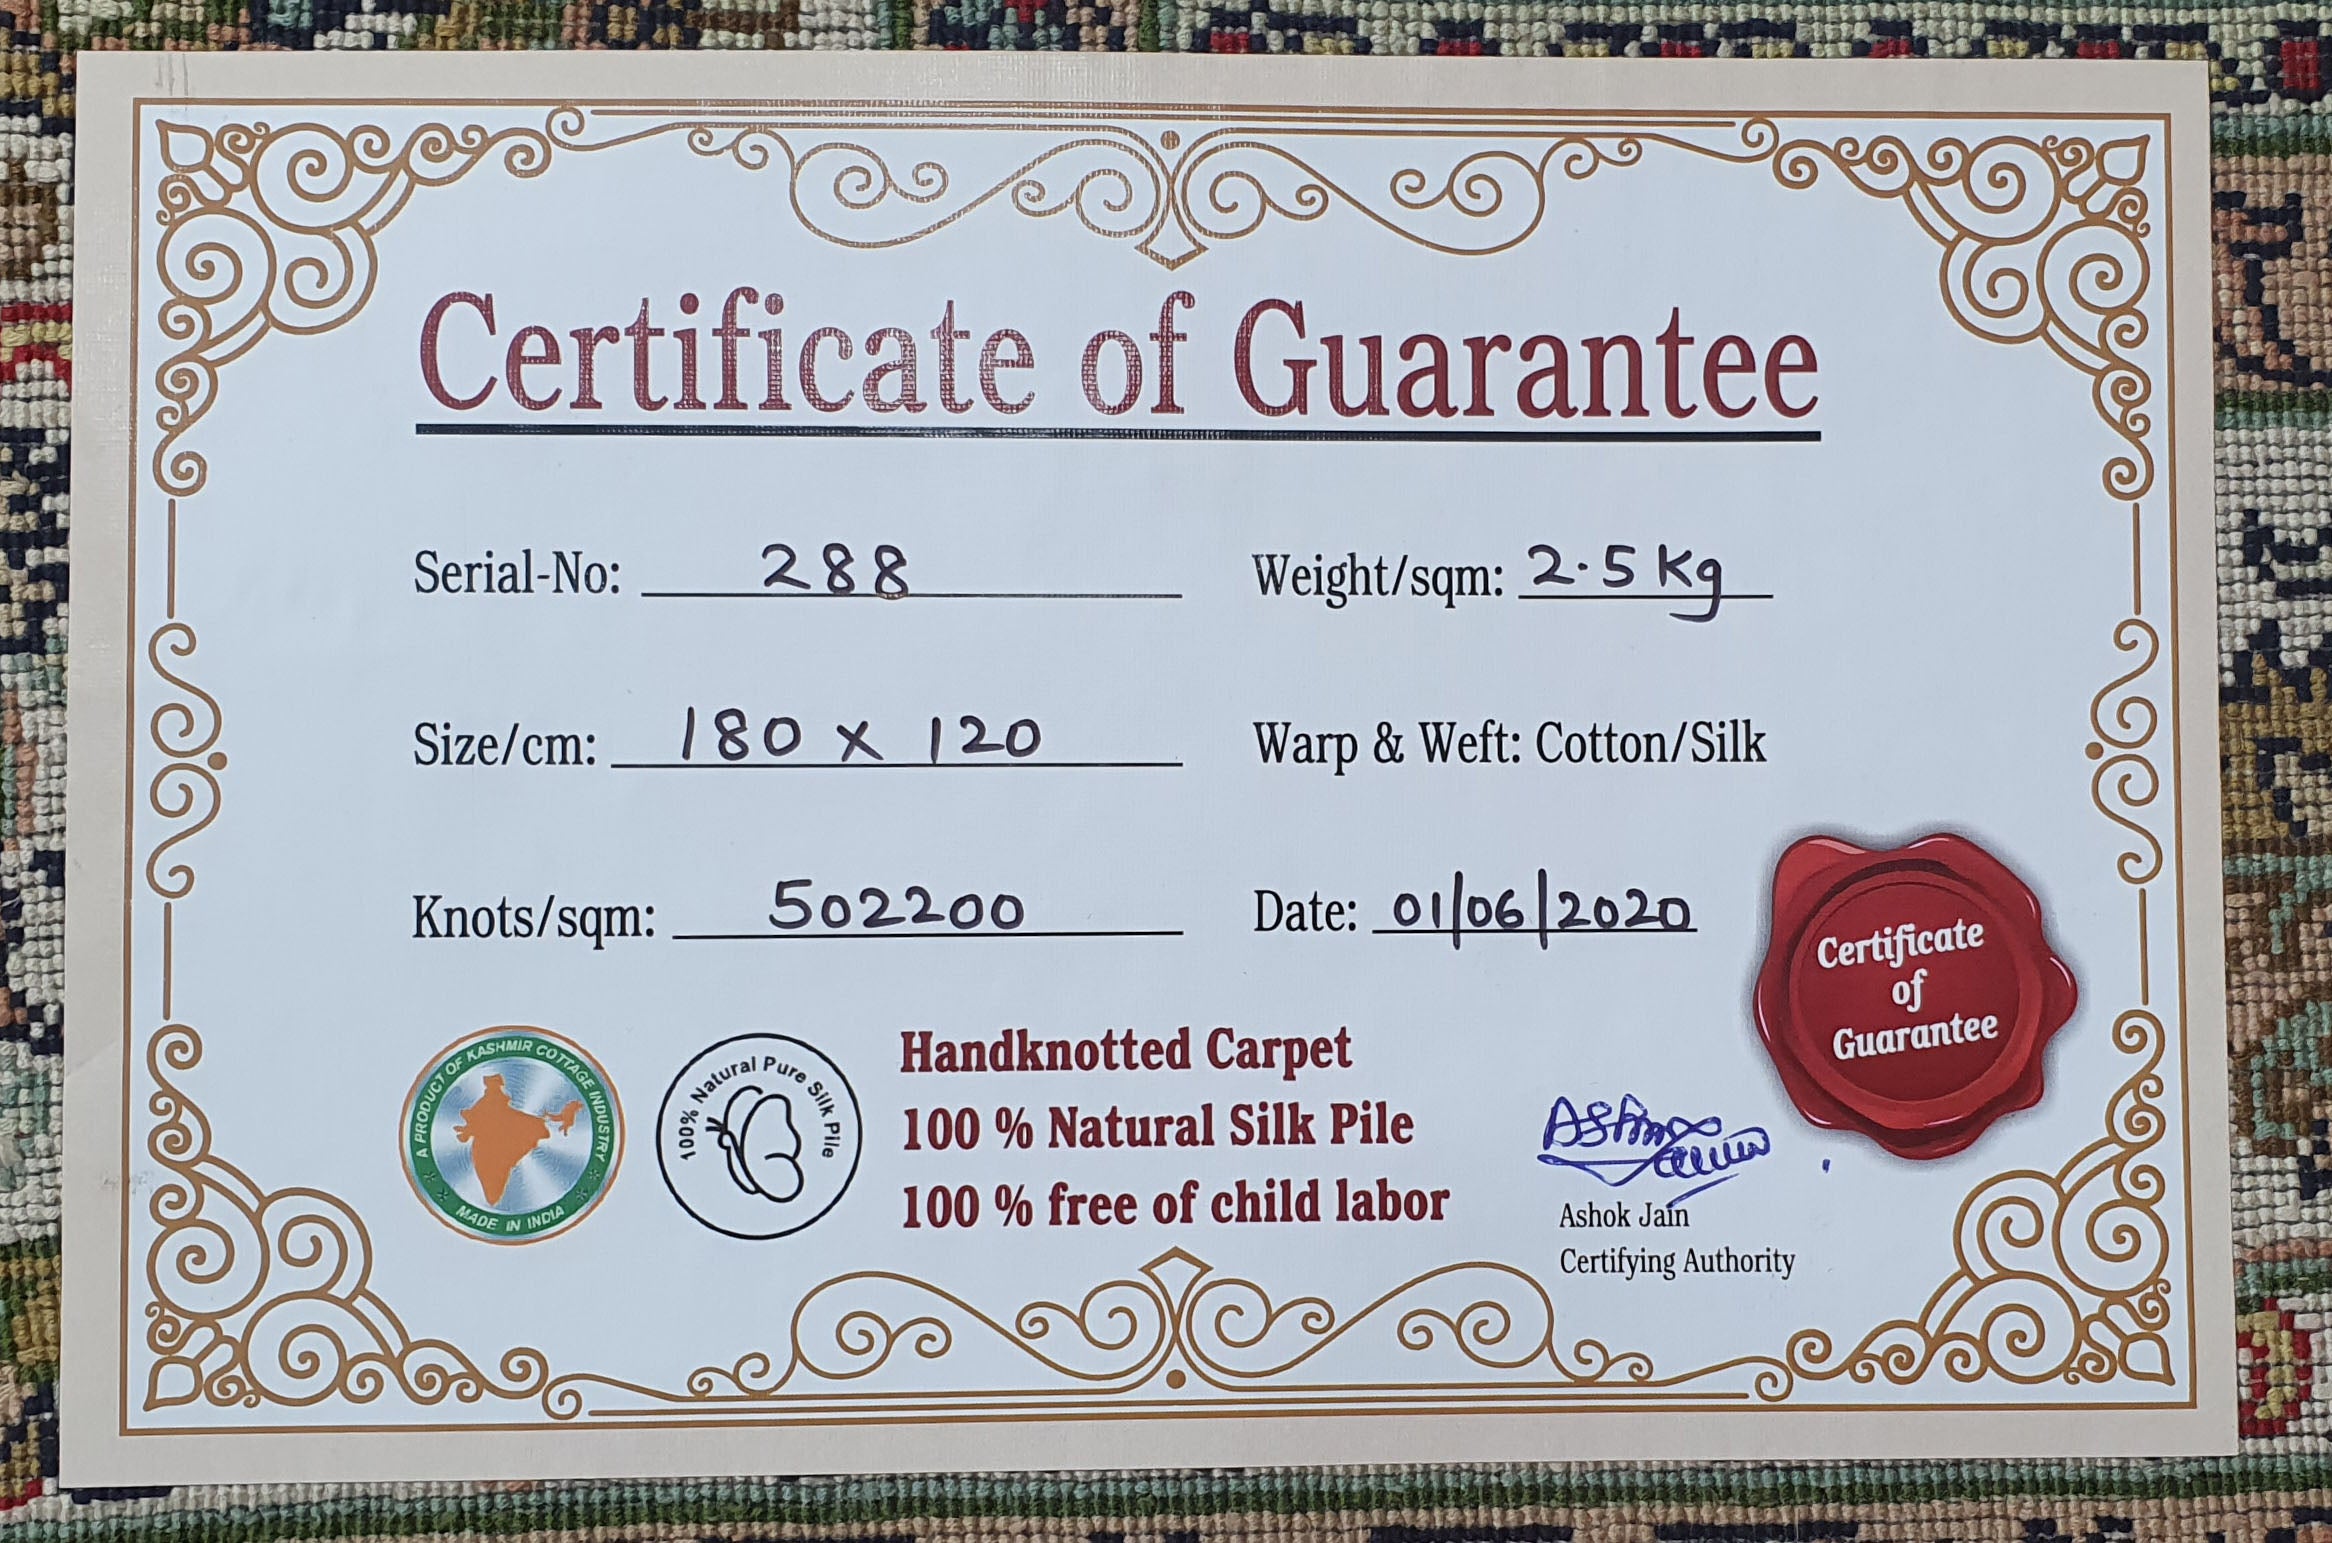 Certificate of Guarantee
Serial-No: 288
Weight/sqm: 2.5 Kg
Size/cm: 180 x 120
Warp & Weft: Cotton/Silk
Knots/sqm: 502200
Date: 01/06/2020
Certificate
of
Guarantee
A PRODUCT OF KASHMIR COTTAGE INDUSTRY
MADE IN INDIA
100% Natural Pure Silk Pile
Handknotted Carpet
100 % Natural Silk Pile
100 % free of child labor
Ashok Jain
Certifying Authority